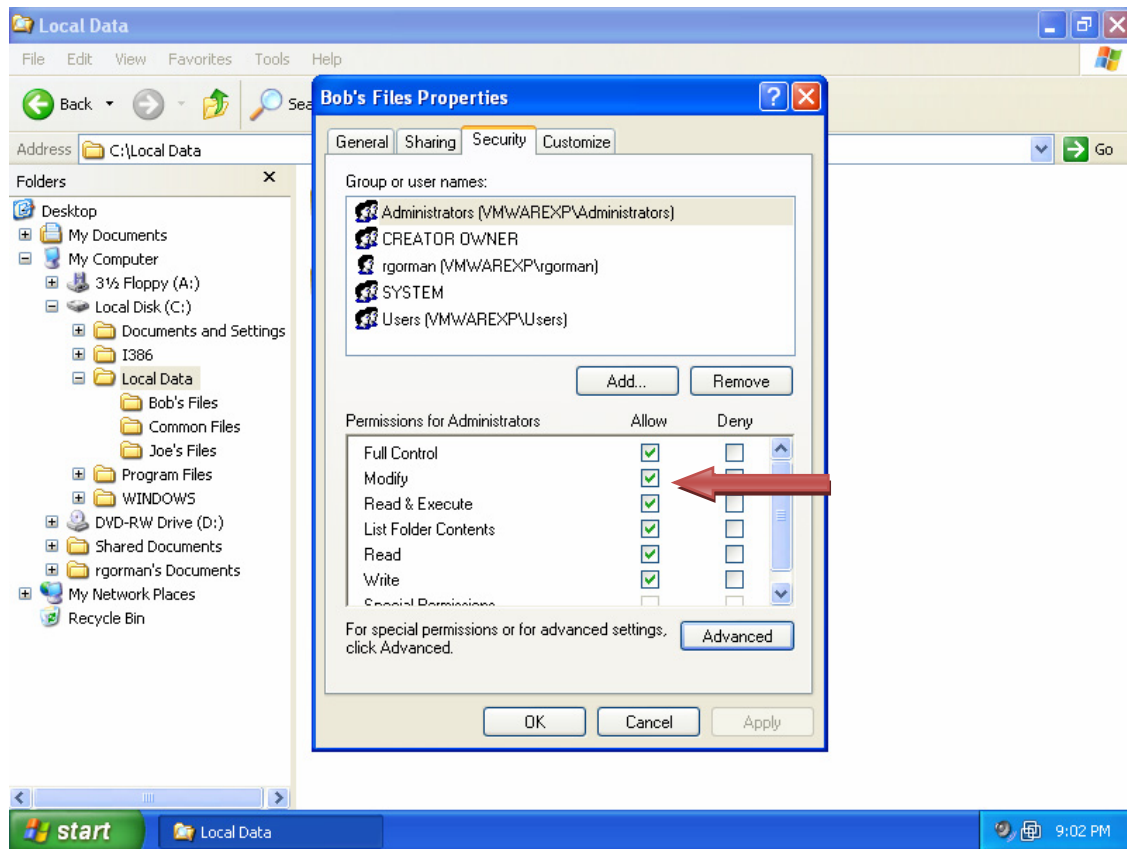 Local Data
File Edit View Favorites Tools Help
Back Sea
Address C:\Local Data Go
Folders
Desktop
My Documents
My Computer
3½ Floppy (A:)
Local Disk (C:)
Documents and Settings
I386
Local Data
Bob's Files
Common Files
Joe's Files
Program Files
WINDOWS
DVD-RW Drive (D:)
Shared Documents
rgorman's Documents
My Network Places
Recycle Bin
Bob's Files Properties
General Sharing Security Customize
Group or user names:
Administrators (VMWAREXP\Administrators)
CREATOR OWNER
rgorman (VMWAREXP\rgorman)
SYSTEM
Users (VMWAREXP\Users)
Add... Remove
Permissions for Administrators Allow Deny
Full Control
Modify
Read & Execute
List Folder Contents
Read
Write
Special Permissions
For special permissions or for advanced settings,
click Advanced.
Advanced
OK Cancel Apply
start Local Data 9:02 PM